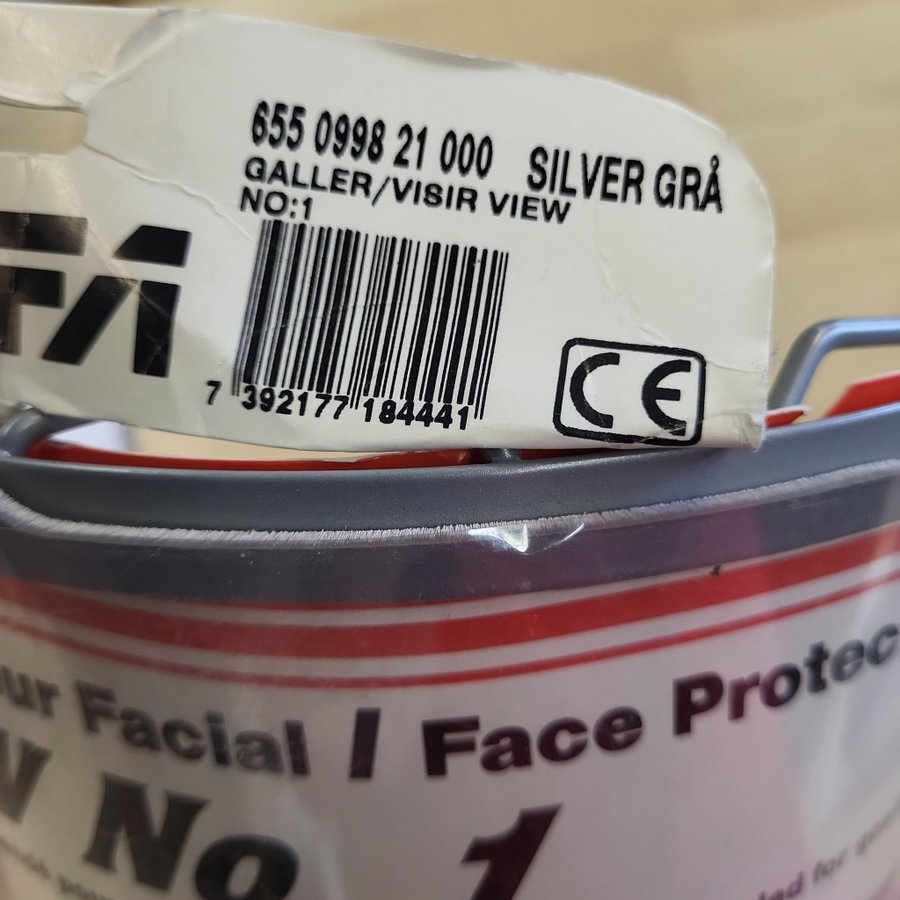 655 0998 21 000 SILVER GRÅ
GALLER/VISIR VIEW
NO:1
7 392177 184441
CE
Facial / Face
No 1
for